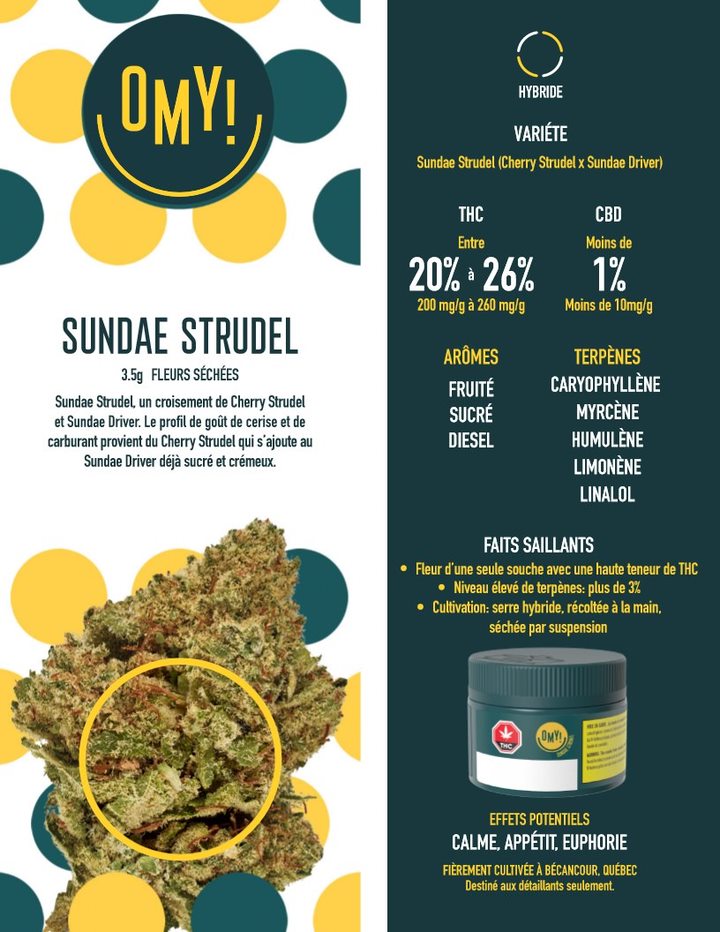 OMY!
SUNDAE STRUDEL
3.5g FLEURS SÉCHÉES
Sundae Strudel, un croisement de Cherry Strudel
et Sundae Driver. Le profil de goût de cerise et de
carburant provient du Cherry Strudel qui s'ajoute au
Sundae Driver déjà sucré et crémeux.
HYBRIDE
VARIÉTE
Sundae Strudel (Cherry Strudel x Sundae Driver)
THC
Entre
20% à 26%
200 mg/g à 260 mg/g
CBD
Moins de
1%
Moins de 10mg/g
ARÔMES
FRUITÉ
SUCRÉ
DIESEL
TERPÈNES
CARYOPHYLLÈNE
MYRCÈNE
HUMULÈNE
LIMONÈNE
LINALOL
FAITS SAILLANTS
• Fleur d'une seule souche avec une haute teneur de THC
• Niveau élevé de terpènes: plus de 3%
• Cultivation: serre hybride, récoltée à la main,
séchée par suspension
THC
OMY!
EFFETS POTENTIELS
CALME, APPÉTIT, EUPHORIE
FIÈREMENT CULTIVÉE À BÉCANCOUR, QUÉBEC
Destiné aux détaillants seulement.